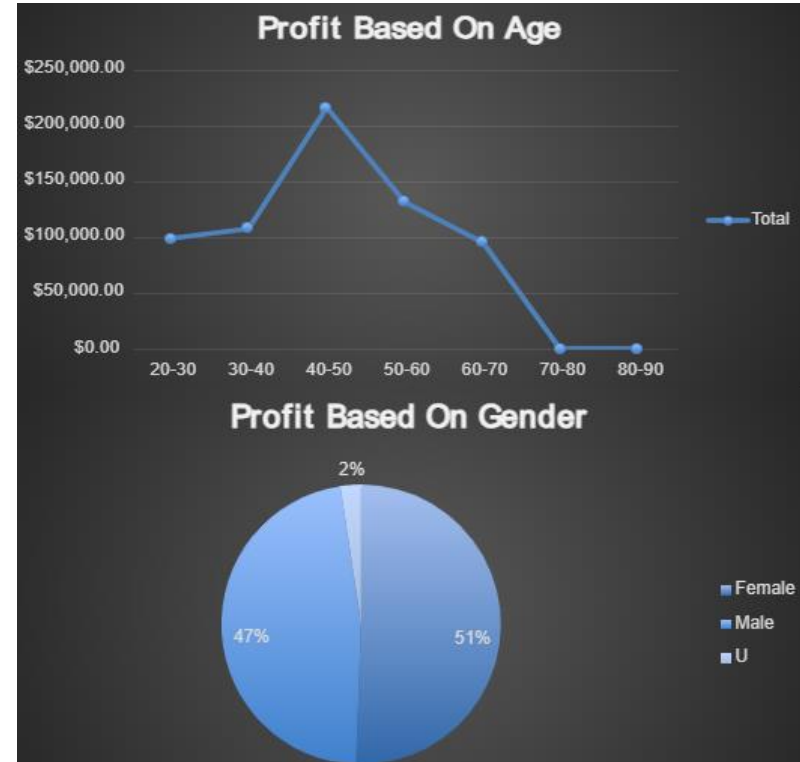 Profit Based On Age
$250,000.00
$200,000.00
$150,000.00
$100,000.00
$50,000.00
$0.00
Total
20-30 30-40 40-50 50-60 60-70 70-80 80-90
Profit Based On Gender
2%
47%
51%
Female
Male
U